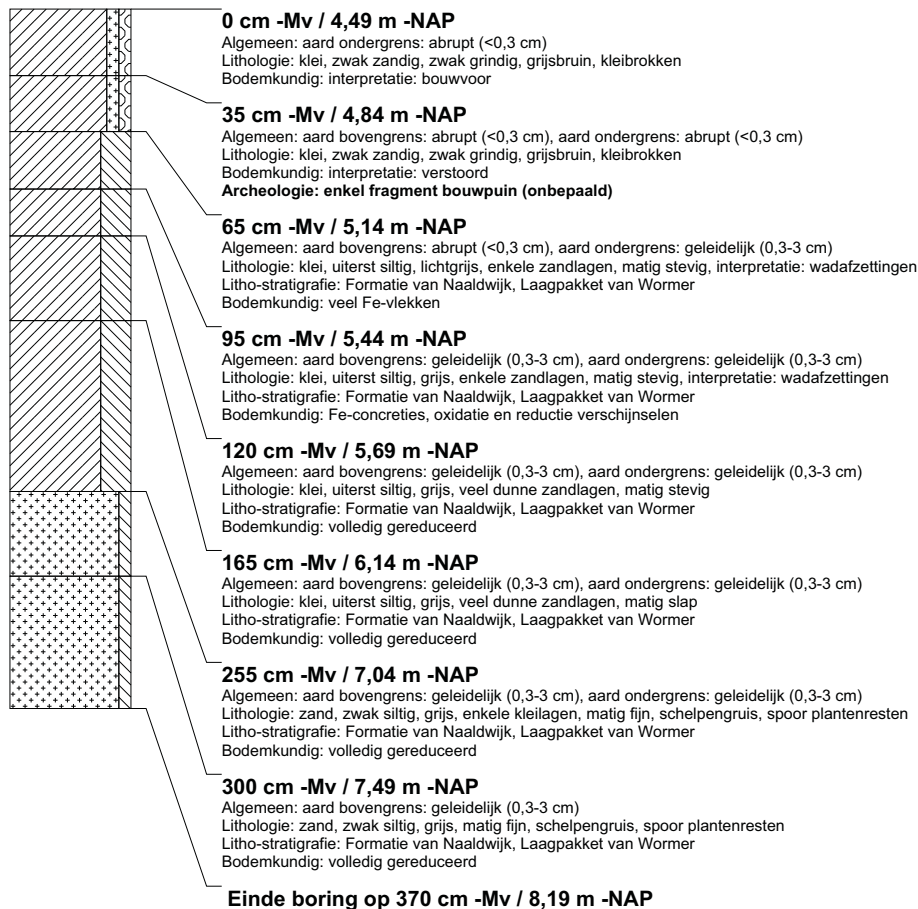 0 cm -Mv / 4,49 m -NAP
Algemeen: aard ondergrens: abrupt (<0,3 cm)
Lithologie: klei, zwak zandig, zwak grindig, grijsbruin, kleibrokken
Bodemkundig: interpretatie: bouwvoor
35 cm -Mv / 4,84 m -NAP
Algemeen: aard bovengrens: abrupt (<0,3 cm), aard ondergrens: abrupt (<0,3 cm)
Lithologie: klei, zwak zandig, zwak grindig, grijsbruin, kleibrokken
Bodemkundig: interpretatie: verstoord
Archeologie: enkel fragment bouwpuin (onbepaald)
65 cm -Mv / 5,14 m -NAP
Algemeen: aard bovengrens: abrupt (<0,3 cm), aard ondergrens: geleidelijk (0,3-3 cm)
Lithologie: klei, uiterst siltig, lichtgrijs, enkele zandlagen, matig stevig, interpretatie: wadafzettingen
Litho-stratigrafie: Formatie van Naaldwijk, Laagpakket van Wormer
Bodemkundig: veel Fe-vlekken
95 cm -Mv / 5,44 m -NAP
Algemeen: aard bovengrens: geleidelijk (0,3-3 cm), aard ondergrens: geleidelijk (0,3-3 cm)
Lithologie: klei, uiterst siltig, grijs, enkele zandlagen, matig stevig, interpretatie: wadafzettingen
Litho-stratigrafie: Formatie van Naaldwijk, Laagpakket van Wormer
Bodemkundig: Fe-concreties, oxidatie en reductie verschijnselen
120 cm -Mv / 5,69 m -NAP
Algemeen: aard bovengrens: geleidelijk (0,3-3 cm), aard ondergrens: geleidelijk (0,3-3 cm)
Lithologie: klei, uiterst siltig, grijs, veel dunne zandlagen, matig stevig
Litho-stratigrafie: Formatie van Naaldwijk, Laagpakket van Wormer
Bodemkundig: volledig gereduceerd
165 cm -Mv / 6,14 m -NAP
Algemeen: aard bovengrens: geleidelijk (0,3-3 cm), aard ondergrens: geleidelijk (0,3-3 cm)
Lithologie: klei, uiterst siltig, grijs, veel dunne zandlagen, matig slap
Litho-stratigrafie: Formatie van Naaldwijk, Laagpakket van Wormer
Bodemkundig: volledig gereduceerd
255 cm -Mv / 7,04 m -NAP
Algemeen: aard bovengrens: geleidelijk (0,3-3 cm), aard ondergrens: geleidelijk (0,3-3 cm)
Lithologie: zand, zwak siltig, grijs, enkele kleilagen, matig fijn, schelpengruis, spoor plantenresten
Litho-stratigrafie: Formatie van Naaldwijk, Laagpakket van Wormer
Bodemkundig: volledig gereduceerd
300 cm -Mv / 7,49 m -NAP
Algemeen: aard bovengrens: geleidelijk (0,3-3 cm)
Lithologie: zand, zwak siltig, grijs, matig fijn, schelpengruis, spoor plantenresten
Litho-stratigrafie: Formatie van Naaldwijk, Laagpakket van Wormer
Bodemkundig: volledig gereduceerd
Einde boring op 370 cm -Mv / 8,19 m -NAP